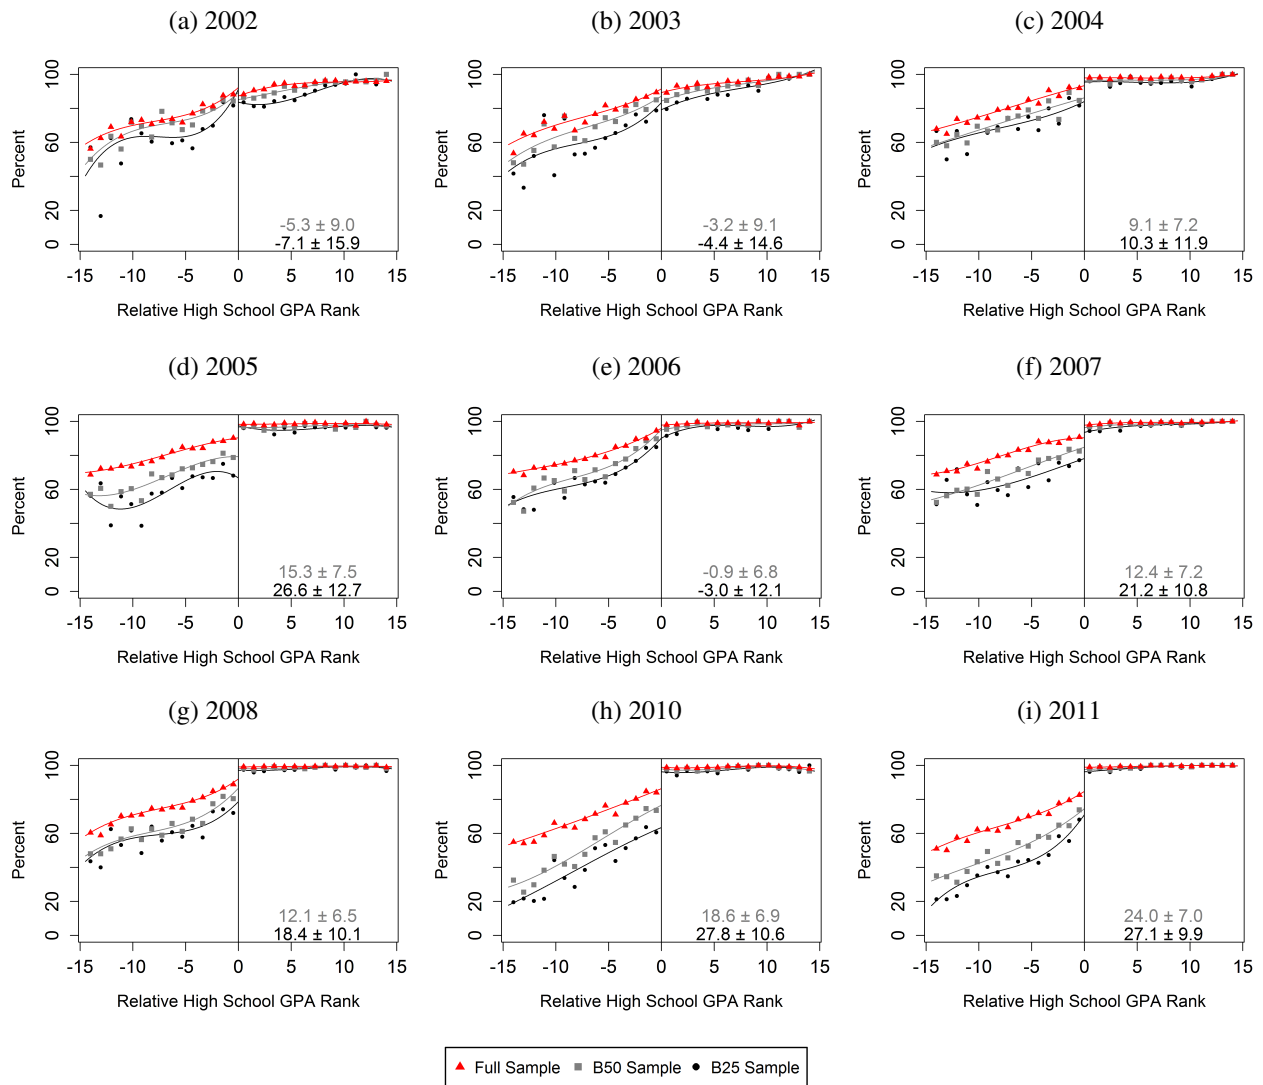 (a) 2002
(b) 2003
(c) 2004
Percent
0 20 60 100
-15 -10 -5 0 5 10 15
Relative High School GPA Rank
-5.3 ± 9.0
-7.1 ± 15.9
Percent
0 20 60 100
-15 -10 -5 0 5 10 15
Relative High School GPA Rank
-3.2 ± 9.1
-4.4 ± 14.6
Percent
0 20 60 100
-15 -10 -5 0 5 10 15
Relative High School GPA Rank
9.1 ± 7.2
10.3 ± 11.9
(d) 2005
(e) 2006
(f) 2007
Percent
0 20 60 100
-15 -10 -5 0 5 10 15
Relative High School GPA Rank
15.3 ± 7.5
26.6 ± 12.7
Percent
0 20 60 100
-15 -10 -5 0 5 10 15
Relative High School GPA Rank
-0.9 ± 6.8
-3.0 ± 12.1
Percent
0 20 60 100
-15 -10 -5 0 5 10 15
Relative High School GPA Rank
12.4 ± 7.2
21.2 ± 10.8
(g) 2008
(h) 2010
(i) 2011
Percent
0 20 60 100
-15 -10 -5 0 5 10 15
Relative High School GPA Rank
12.1 ± 6.5
18.4 ± 10.1
Percent
0 20 60 100
-15 -10 -5 0 5 10 15
Relative High School GPA Rank
18.6 ± 6.9
27.8 ± 10.6
Percent
0 20 60 100
-15 -10 -5 0 5 10 15
Relative High School GPA Rank
24.0 ± 7.0
27.1 ± 9.9
Full Sample B50 Sample B25 Sample